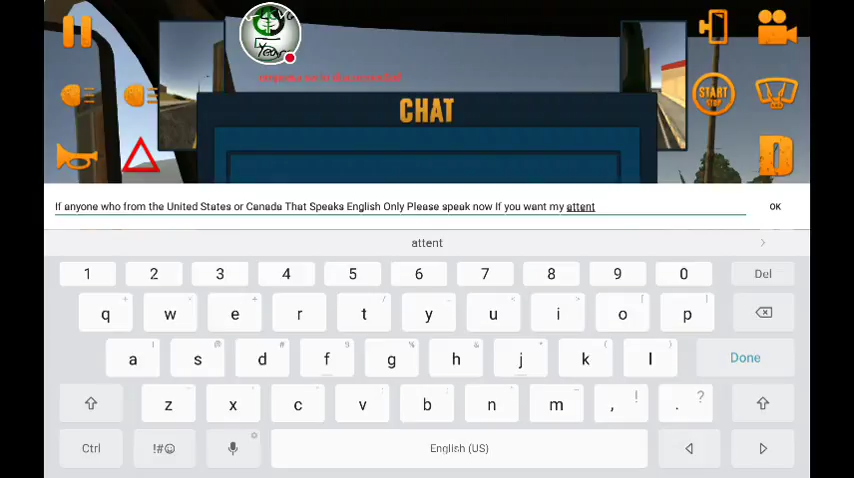 Years
START
STOP
CHAT
D
If anyone who from the United States or Canada That Speaks English Only Please speak now If you want my attent
OK
attent
1 2 3 4 5 6 7 8 9 0 Del
q w e r t y u i o p
a s d f g h j k l Done
z x c v b n m , ! . ?
Ctrl !#☺ English (US)